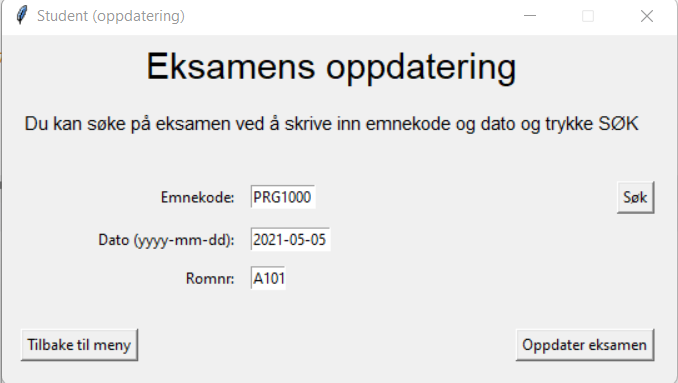 Student (oppdatering)
Eksamens oppdatering
Du kan søke på eksamen ved å skrive inn emnekode og dato og trykke SØK
Emnekode: PRG1000 Søk
Dato (yyyy-mm-dd): 2021-05-05
Romnr: A101
Tilbake til meny Oppdater eksamen